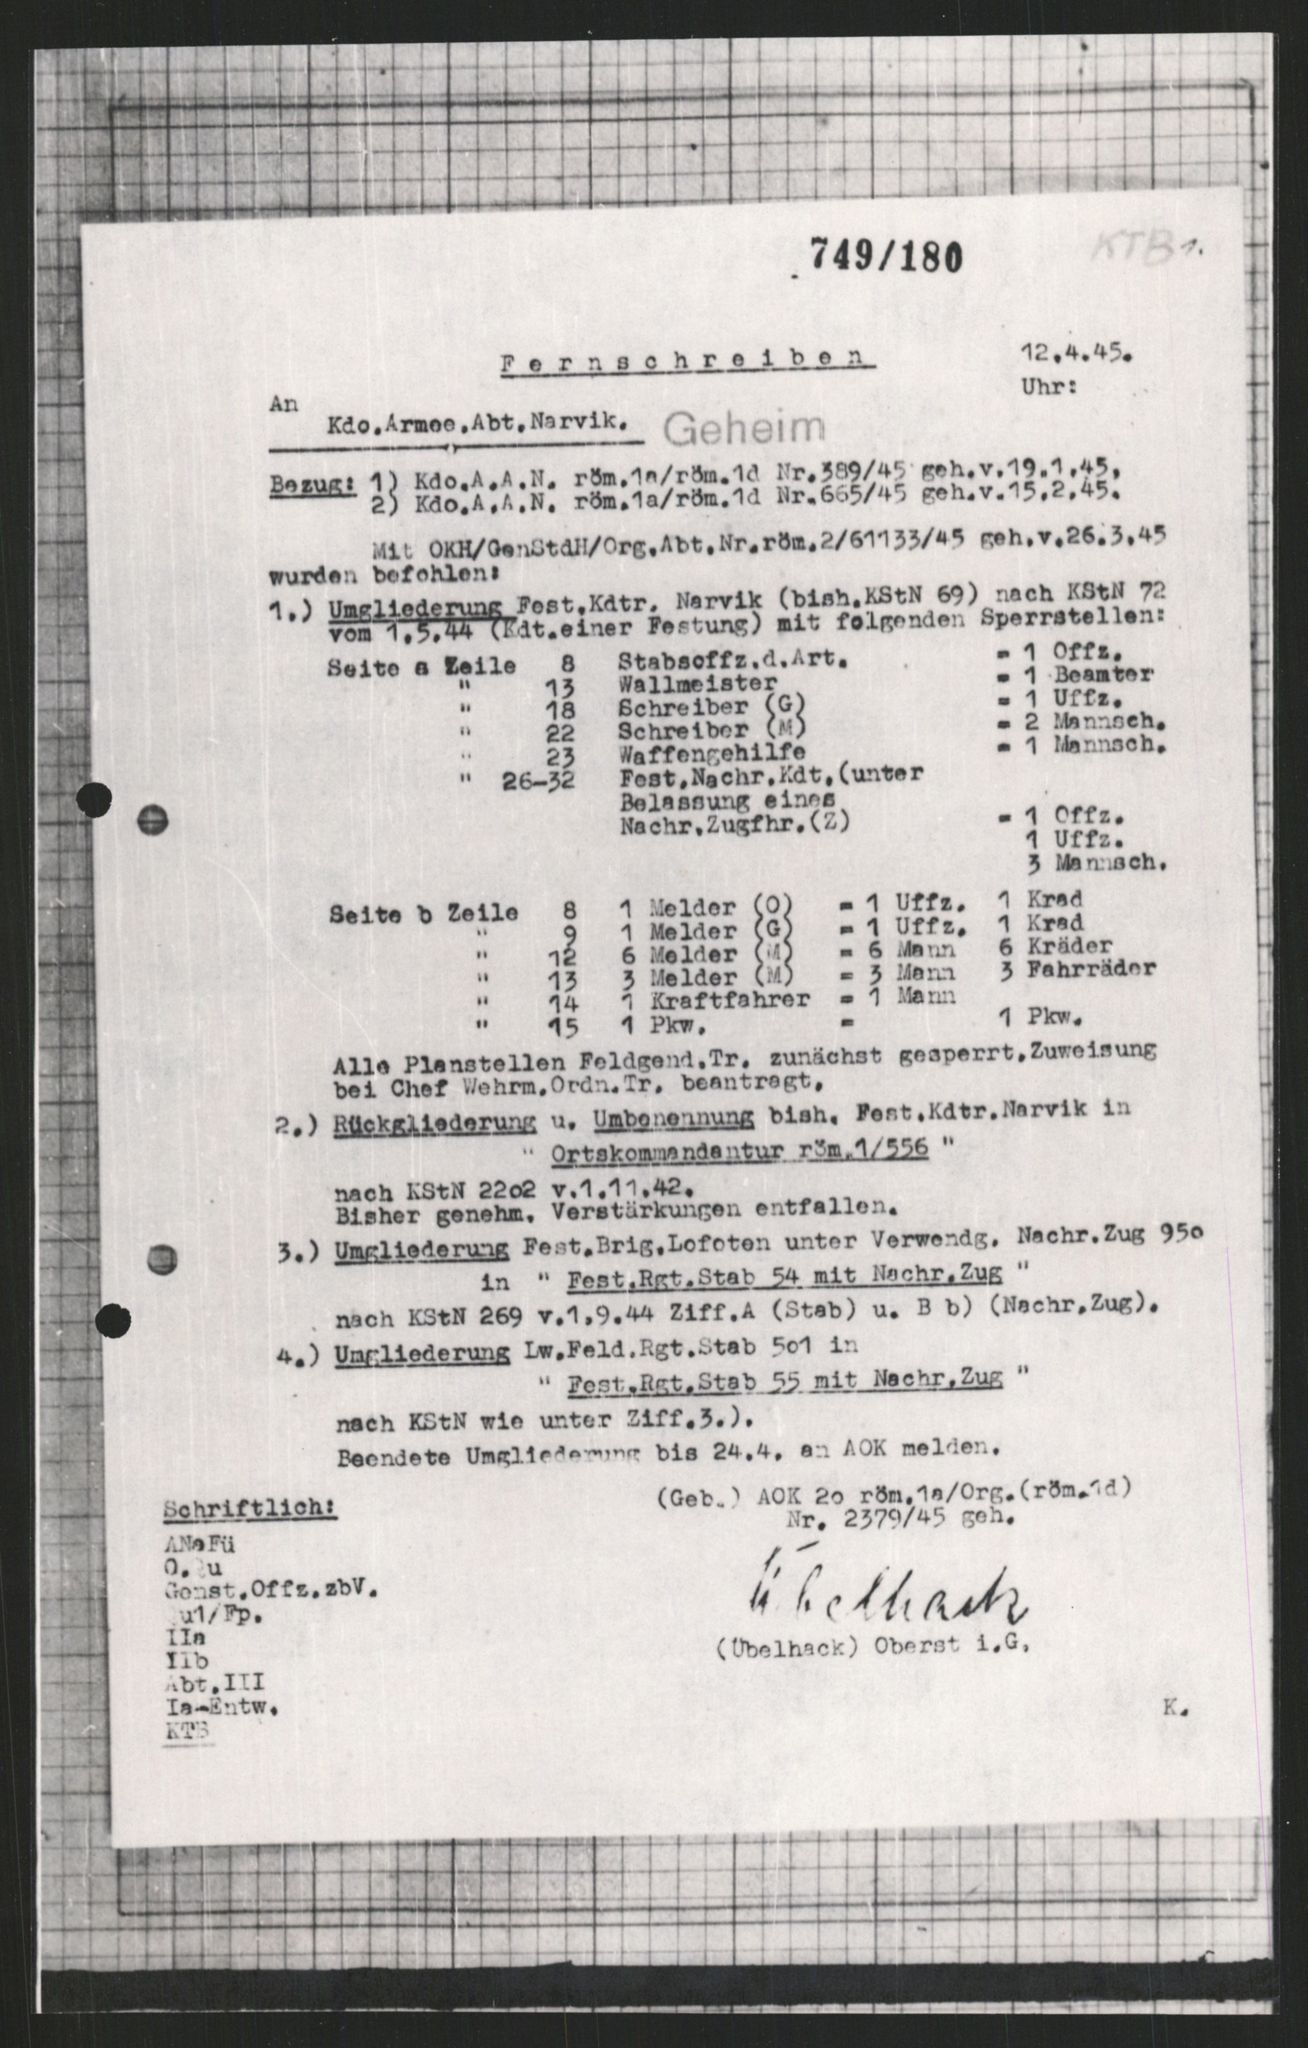 749/180
KTB 1.
F e r n s c h r e i b e n
12.4.45.
Uhr:
An
Kdo.Armee.Abt.Narvik.
Geheim
Bezug: 1) Kdo.A.A.N. röm.1a/röm.1d Nr.389/45 geh.v.19.1.45.
2) Kdo.A.A.N. röm.1a/röm.1d Nr.665/45 geh.v.15.2.45.
Mit OKH/GenStdH/Org.Abt.Nr.röm.2/61133/45 geh.v.26.3.45
wurden befohlen:
1.) Umgliederung Fest.Kdtr. Narvik (bish.KStN 69) nach KStN 72
vom 1.5.44 (Kdt.einer Festung) mit folgenden Sperrstellen:
Seite a Zeile 8 Stabsoffz.d.Art. = 1 Offz.
" 13 Wallmeister = 1 Beamter
" 18 Schreiber (G) = 1 Uffz.
" 22 Schreiber (M) = 2 Mannsch.
" 23 Waffengehilfe = 1 Mannsch.
" 26-32 Fest.Nachr.Kdt.(unter
Belassung eines
Nachr.Zugfhr.(Z) = 1 Offz.
1 Uffz.
3 Mannsch.
Seite b Zeile 8 1 Melder (O) = 1 Uffz. 1 Krad
" 9 1 Melder (G) = 1 Uffz. 1 Krad
" 12 6 Melder (M) = 6 Mann 6 Kräder
" 13 3 Melder (M) = 3 Mann 3 Fahrräder
" 14 1 Kraftfahrer = 1 Mann
" 15 1 Pkw. = 1 Pkw.
Alle Planstellen Feldgend.Tr. zunächst gesperrt.Zuweisung
bei Chef Wehrm.Ordn.Tr. beantragt.
2.) Rückgliederung u. Umbenennung bish. Fest.Kdtr.Narvik in
" Ortskommandantur röm.1/556 "
nach KStN 22o2 v.1.11.42.
Bisher genehm. Verstärkungen entfallen.
3.) Umgliederung Fest.Brig.Lofoten unter Verwendg. Nachr.Zug 95o
in " Fest.Rgt.Stab 54 mit Nachr.Zug "
nach KStN 269 v.1.9.44 Ziff.A (Stab) u. B b) (Nachr.Zug).
4.) Umgliederung Lw.Feld.Rgt.Stab 5o1 in
" Fest.Rgt.Stab 55 mit Nachr.Zug "
nach KStN wie unter Ziff.3.).
Beendete Umgliederung bis 24.4. an AOK melden.
(Geb.) AOK 2o röm.1a/Org.(röm.1d)
Nr. 2379/45 geh.
Übelhack
(Übelhack) Oberst i.G.
K.
Schriftlich:
ANaFü
O.Qu
Genst.Offz.zbV.
Qu1/Fp.
IIa
IIb
Abt.III
Ia-Entw.
KTB